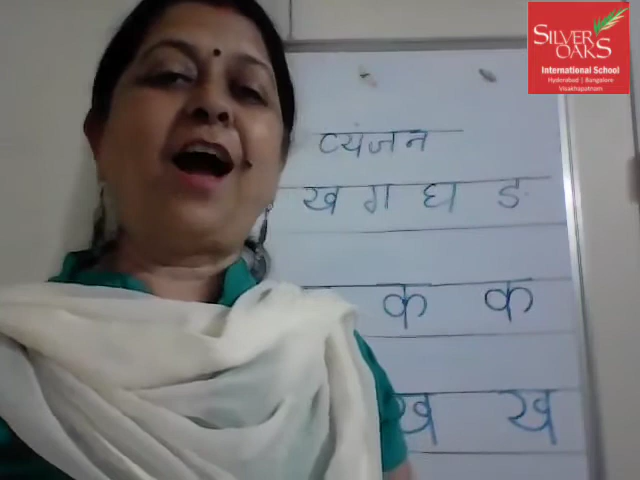 SILVER OAKS
International School
Hyderabad | Bangalore
Visakhapatnam
व्यंजन
ख ग घ ङ
क क
ख ख